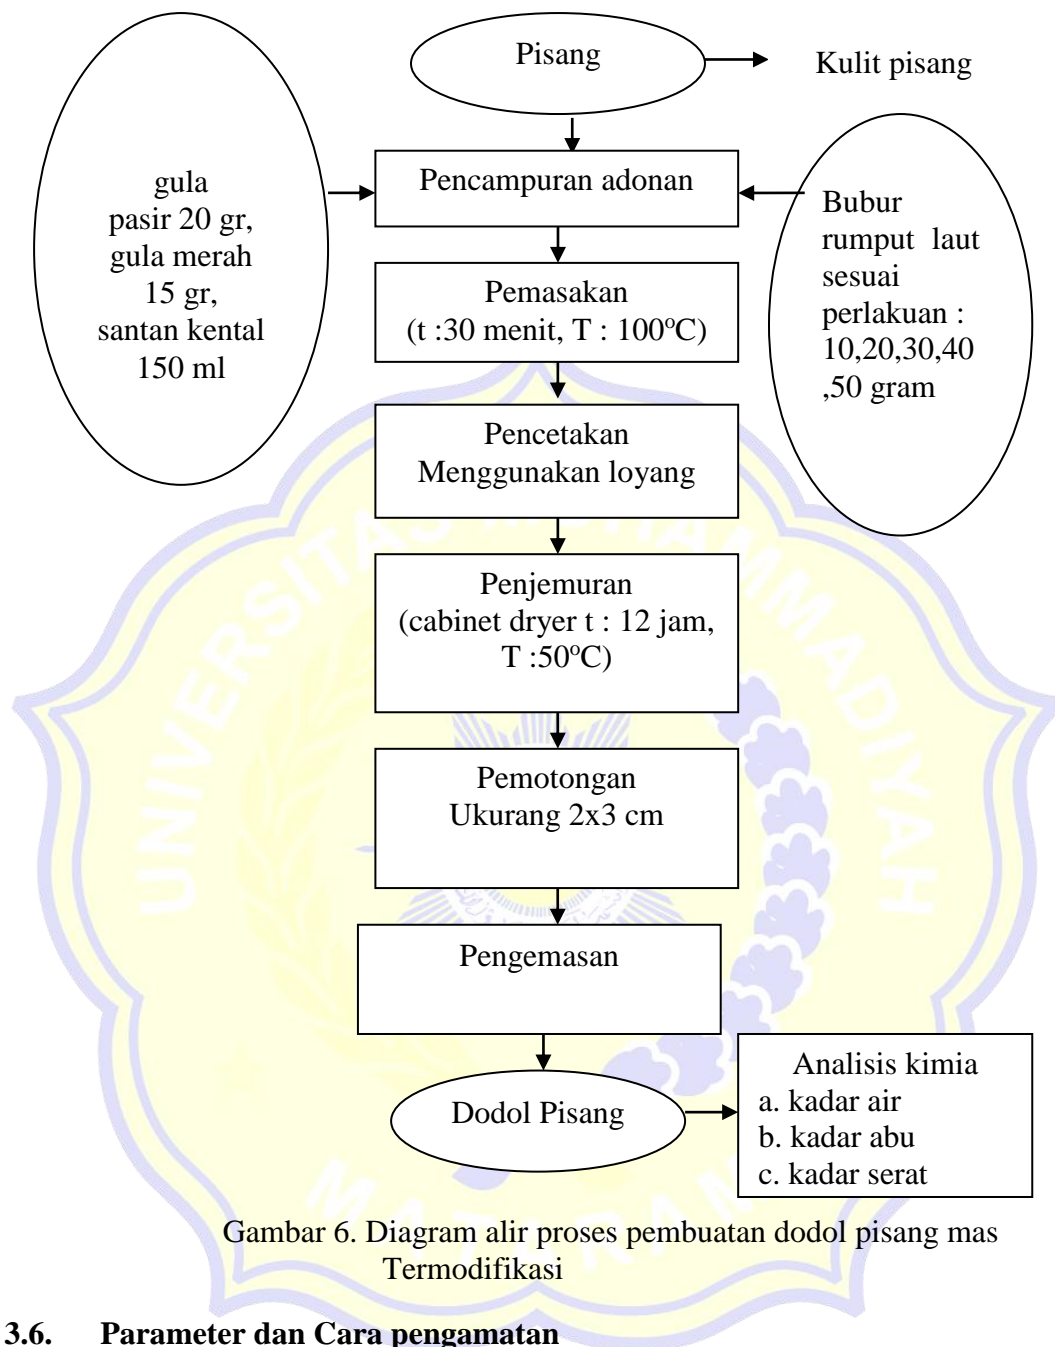 Pisang
Kulit pisang
gula
pasir 20 gr,
gula merah
15 gr,
santan kental
150 ml
Pencampuran adonan
Bubur
rumput laut
sesuai
perlakuan :
10,20,30,40
,50 gram
Pemasakan
(t :30 menit, T : 100ºC)
Pencetakan
Menggunakan loyang
Penjemuran
(cabinet dryer t : 12 jam,
T :50ºC)
Pemotongan
Ukurang 2x3 cm
Pengemasan
Dodol Pisang
Analisis kimia
a. kadar air
b. kadar abu
c. kadar serat
Gambar 6. Diagram alir proses pembuatan dodol pisang mas
Termodifikasi
3.6. Parameter dan Cara pengamatan
UNIVERSITAS MUHAMMADIYAH
MATARAM